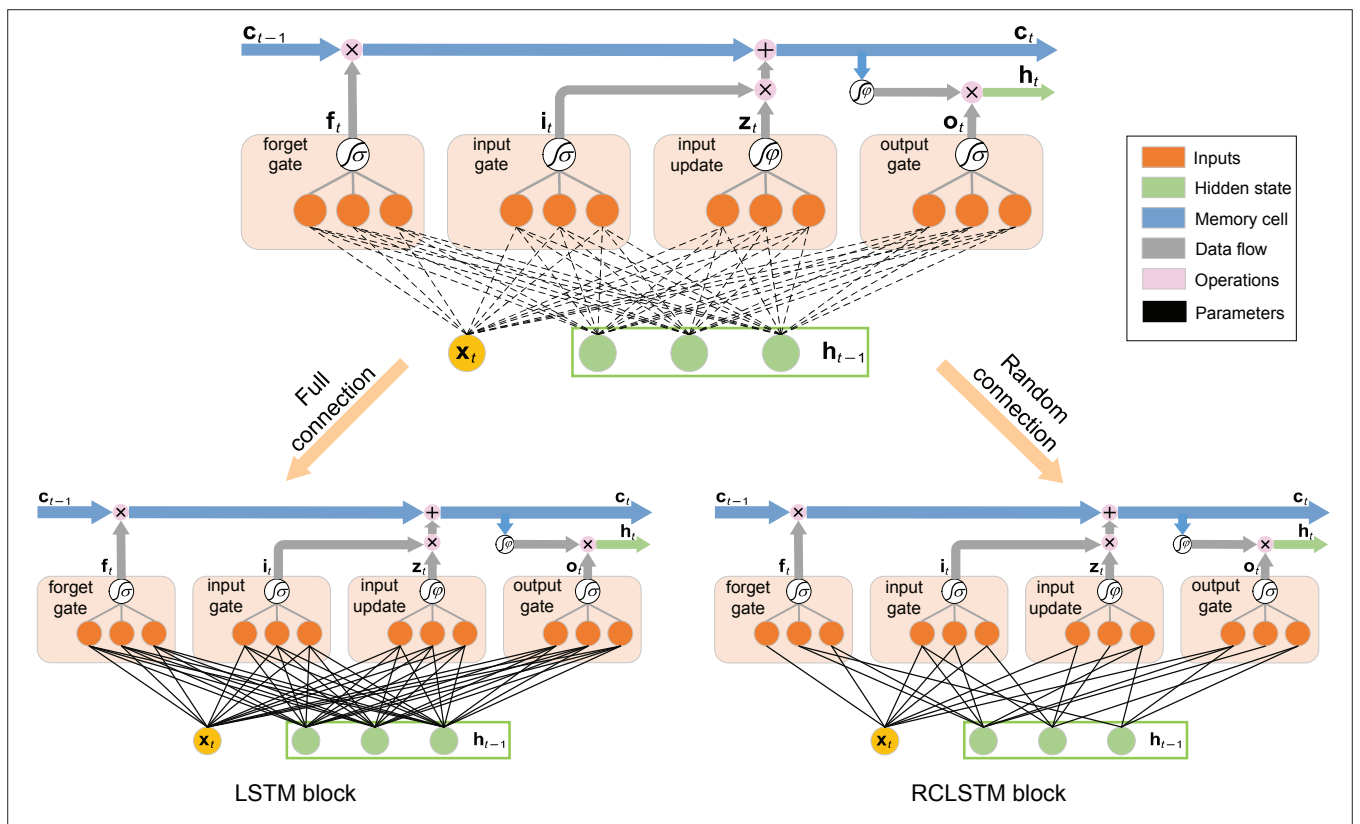 c_{t−1}
c_t
h_t
f_t
i_t
z_t
o_t
forget gate
input gate
input update
output gate
×
+
×
×
∫φ
∫σ
∫σ
∫φ
∫σ
x_t
h_{t−1}
Inputs
Hidden state
Memory cell
Data flow
Operations
Parameters
Full connection
Random connection
c_{t−1}
c_t
h_t
×
+
×
×
∫φ
f_t
i_t
z_t
o_t
forget gate
input gate
input update
output gate
∫σ
∫σ
∫φ
∫σ
x_t
h_{t−1}
LSTM block
c_{t−1}
c_t
h_t
×
+
×
×
∫φ
f_t
i_t
z_t
o_t
forget gate
input gate
input update
output gate
∫σ
∫σ
∫φ
∫σ
x_t
h_{t−1}
RCLSTM block